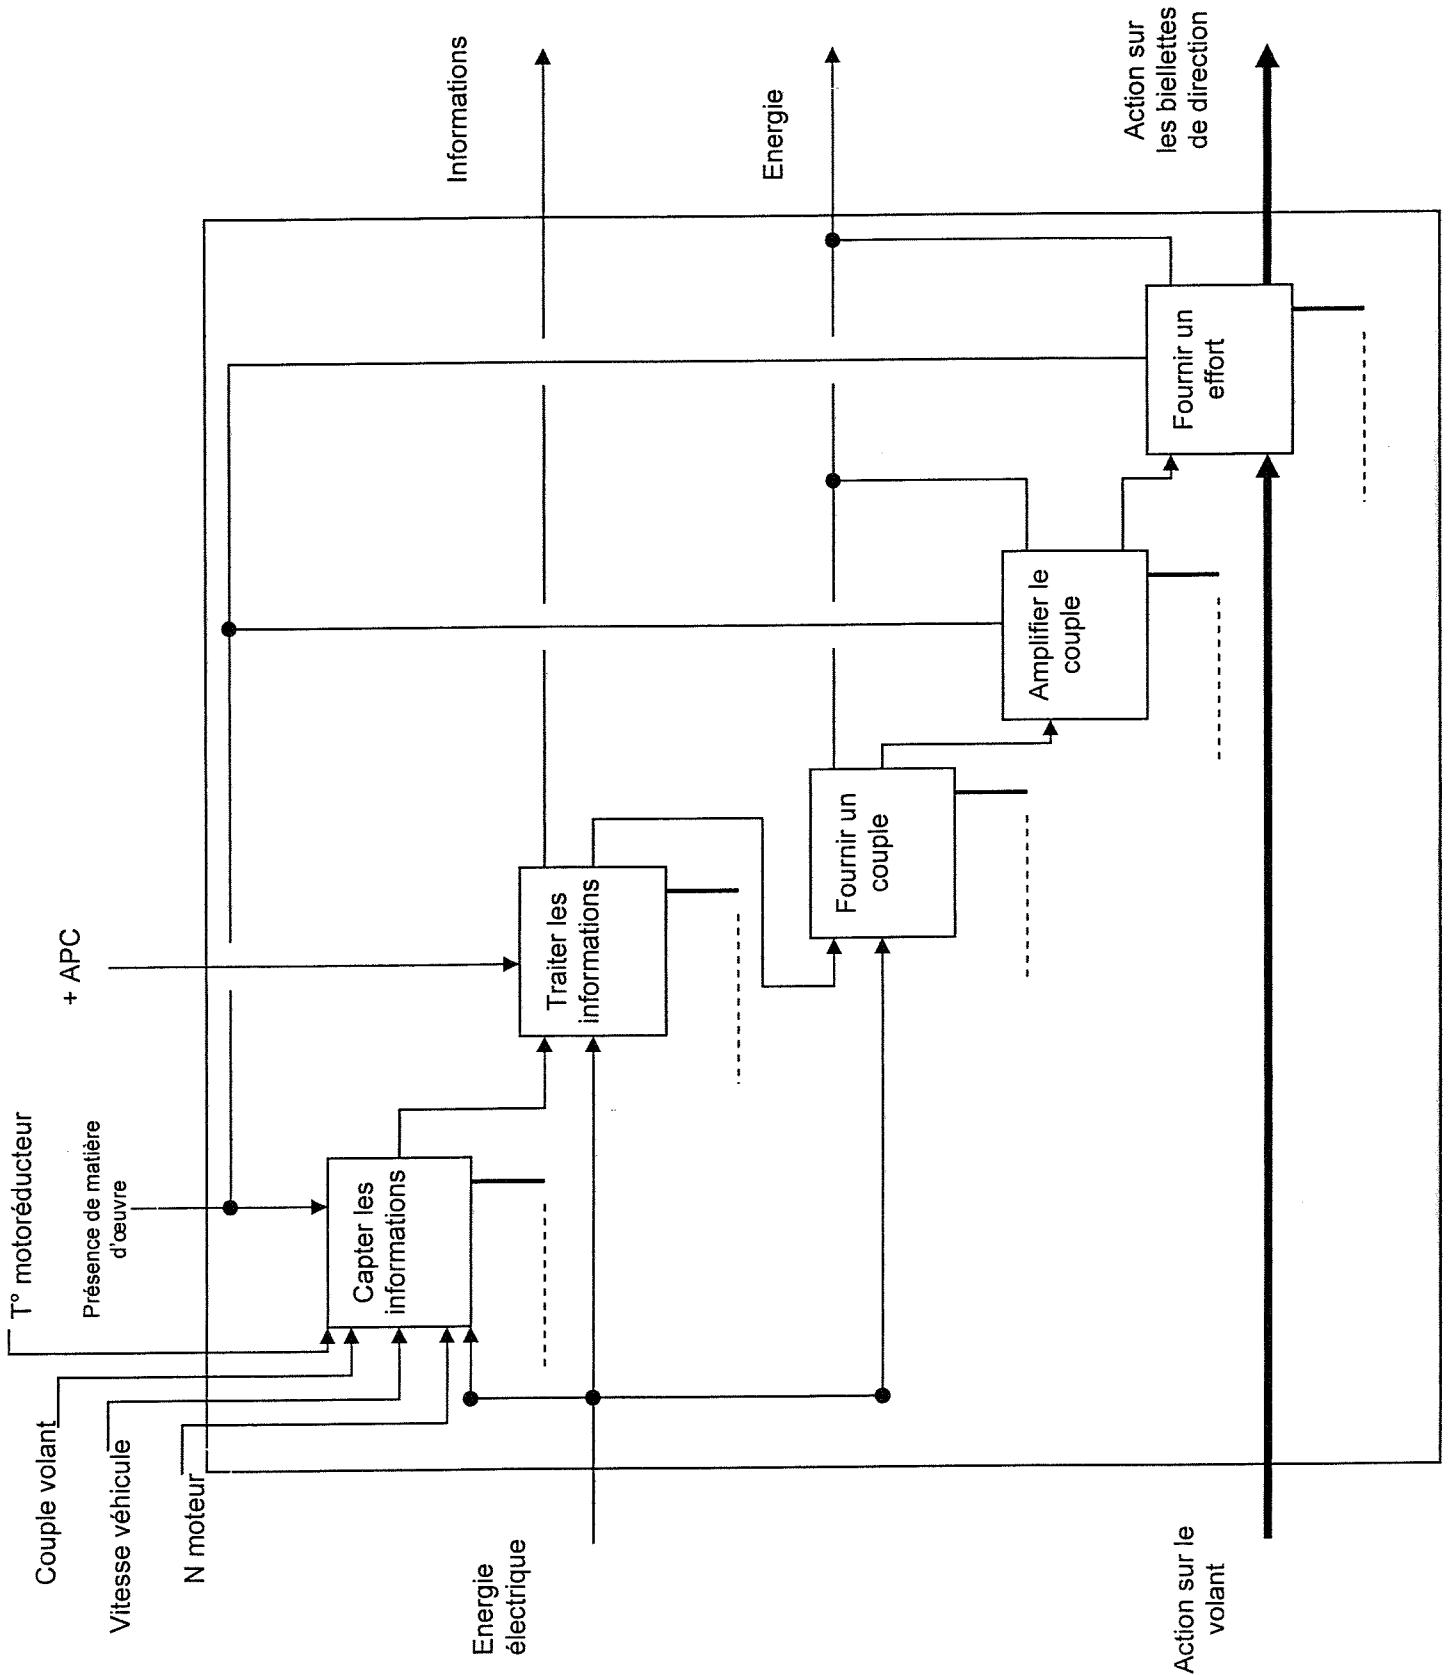 T° motoréducteur
Présence de matière
d'œuvre
+ APC
Couple volant
Vitesse véhicule
N moteur
Energie
électrique
Action sur le
volant
Capter les
informations
Traiter les
informations
Fournir un
couple
Amplifier le
couple
Fournir un
effort
Informations
Energie
Action sur
les biellettes
de direction